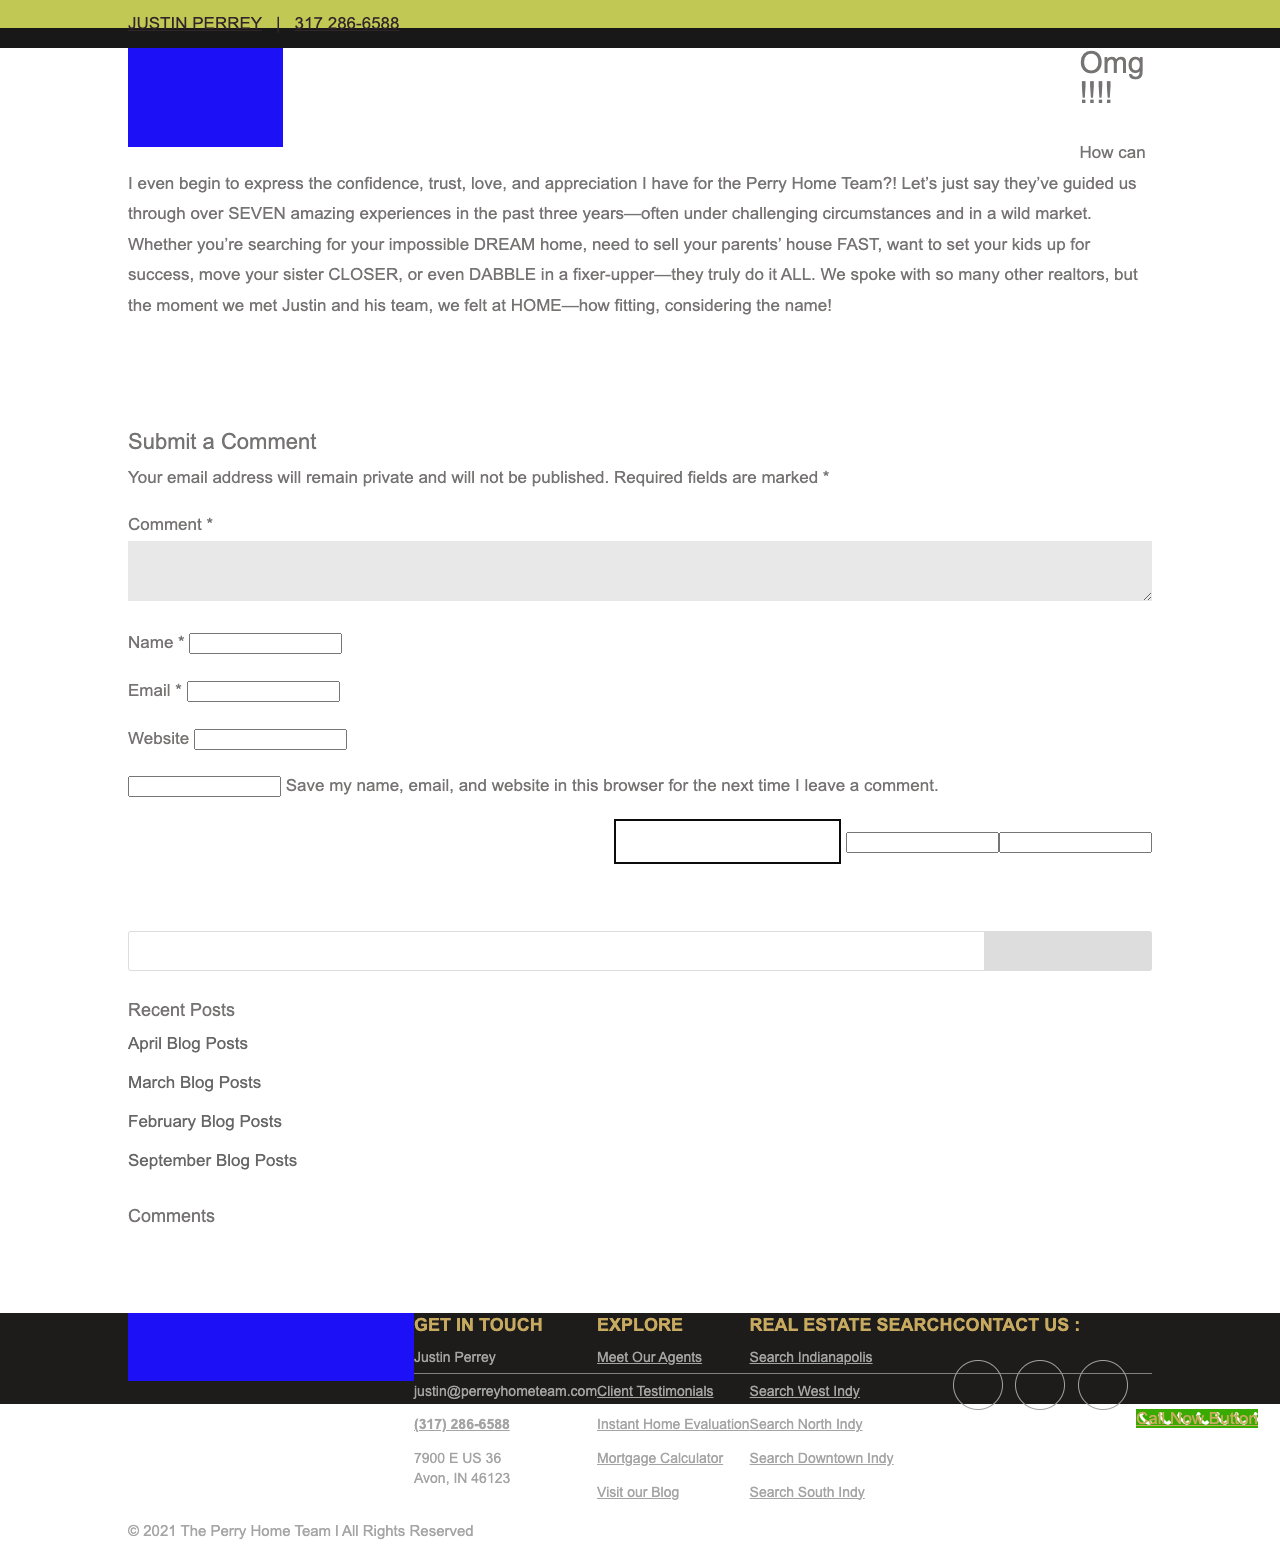 JUSTIN PERREY | 317 286-6588
Omg
!!!!
How can
I even begin to express the confidence, trust, love, and appreciation I have for the Perry Home Team?! Let’s just say they’ve guided us
through over SEVEN amazing experiences in the past three years—often under challenging circumstances and in a wild market.
Whether you’re searching for your impossible DREAM home, need to sell your parents’ house FAST, want to set your kids up for
success, move your sister CLOSER, or even DABBLE in a fixer-upper—they truly do it ALL. We spoke with so many other realtors, but
the moment we met Justin and his team, we felt at HOME—how fitting, considering the name!
Submit a Comment
Your email address will remain private and will not be published. Required fields are marked *
Comment *
Name *
Email *
Website
Save my name, email, and website in this browser for the next time I leave a comment.
Recent Posts
April Blog Posts
March Blog Posts
February Blog Posts
September Blog Posts
Comments
GET IN TOUCH
Justin Perrey
justin@perreyhometeam.com
(317) 286-6588
7900 E US 36
Avon, IN 46123
EXPLORE
Meet Our Agents
Client Testimonials
Instant Home Evaluation
Mortgage Calculator
Visit our Blog
REAL ESTATE SEARCH
Search Indianapolis
Search West Indy
Search North Indy
Search Downtown Indy
Search South Indy
CONTACT US :
Call Now Button
© 2021 The Perry Home Team I All Rights Reserved